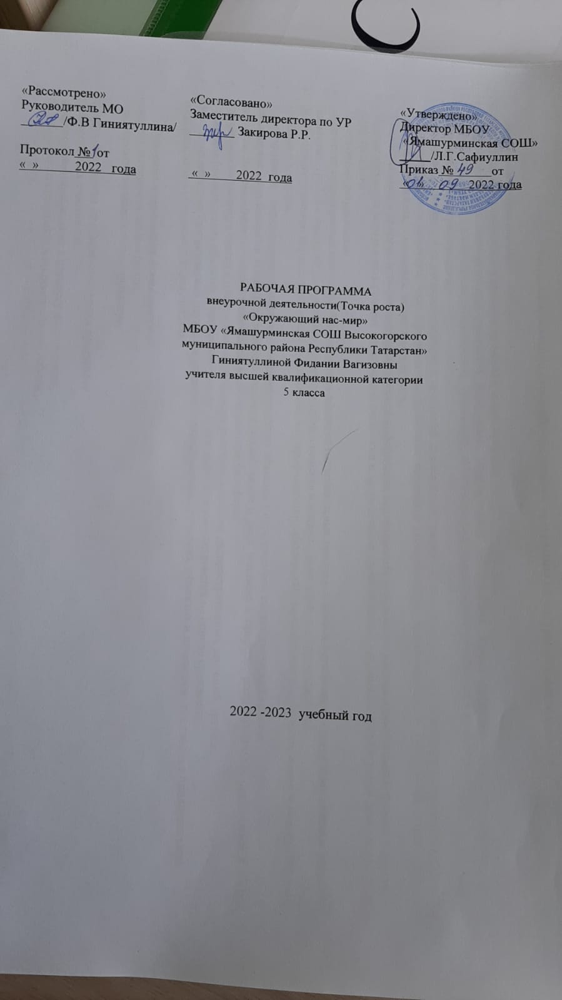 «Рассмотрено»
Руководитель МО
/Ф.В Гиниятуллина/
Протокол №1от
« » 2022 года
«Согласовано»
Заместитель директора по УР
Закирова Р.Р.
« » 2022 года
«Утверждено»
Директор МБОУ
«Ямашурминская СОШ»
/Л.Г.Сафиуллин
Приказ № 49 от
«01» 09 2022 года
РАБОЧАЯ ПРОГРАММА
внеурочной деятельности(Точка роста)
«Окружающий нас-мир»
МБОУ «Ямашурминская СОШ Высокогорского
муниципального района Республики Татарстан»
Гиниятуллиной Фидании Вагизовны
учителя высшей квалификационной категории
5 класса
2022 -2023 учебный год